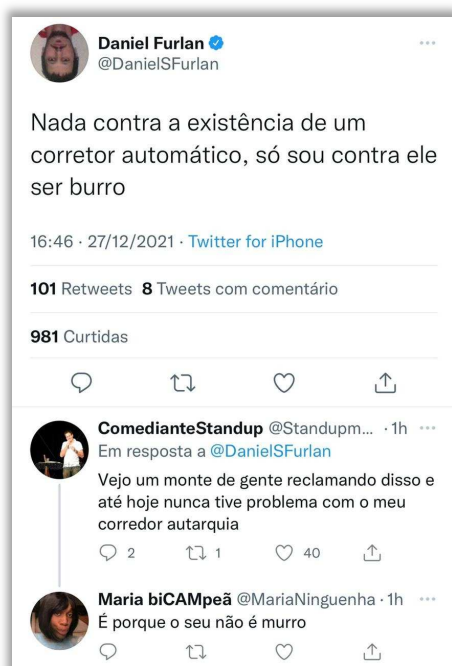 Daniel Furlan
@DanielSFurlan
Nada contra a existência de um
corretor automático, só sou contra ele
ser burro
16:46 · 27/12/2021 · Twitter for iPhone
101 Retweets 8 Tweets com comentário
981 Curtidas
ComedianteStandup @Standupm... · 1h
Em resposta a @DanielSFurlan
Vejo um monte de gente reclamando disso e
até hoje nunca tive problema com o meu
corredor autarquia
2 1 40
Maria biCAMpeã @MariaNinguenha · 1h
É porque o seu não é murro